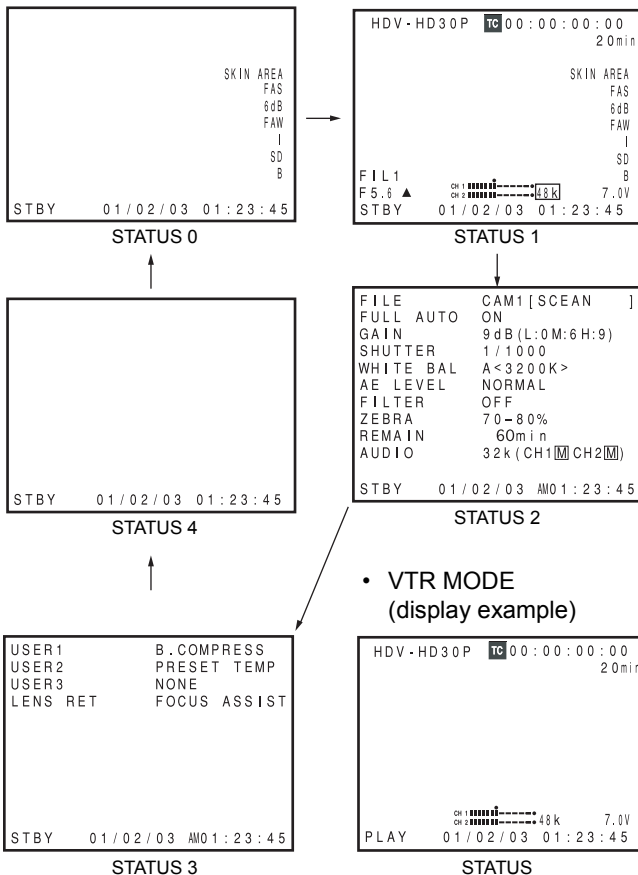 SKIN AREA
FAS
6dB
FAW
I
SD
B
STBY 01/02/03 01:23:45
STATUS 0
HDV-HD30P TC 00:00:00:00
20min
SKIN AREA
FAS
6dB
FAW
I
SD
FIL1 B
F5.6 ▲ CH 1 CH 2 48k 7.0V
STBY 01/02/03 01:23:45
STATUS 1
STBY 01/02/03 01:23:45
STATUS 4
FILE CAM1[SCEAN ]
FULL AUTO ON
GAIN 9dB(L:0M:6H:9)
SHUTTER 1/1000
WHITE BAL A<3200K>
AE LEVEL NORMAL
FILTER OFF
ZEBRA 70–80%
REMAIN 60min
AUDIO 32k(CH1 M CH2 M)
STBY 01/02/03 AM01:23:45
STATUS 2
USER1 B.COMPRESS
USER2 PRESET TEMP
USER3 NONE
LENS RET FOCUS ASSIST
STBY 01/02/03 AM01:23:45
STATUS 3
• VTR MODE
(display example)
HDV-HD30P TC 00:00:00:00
20min
CH 1
CH 2 48k 7.0V
PLAY 01/02/03 01:23:45
STATUS